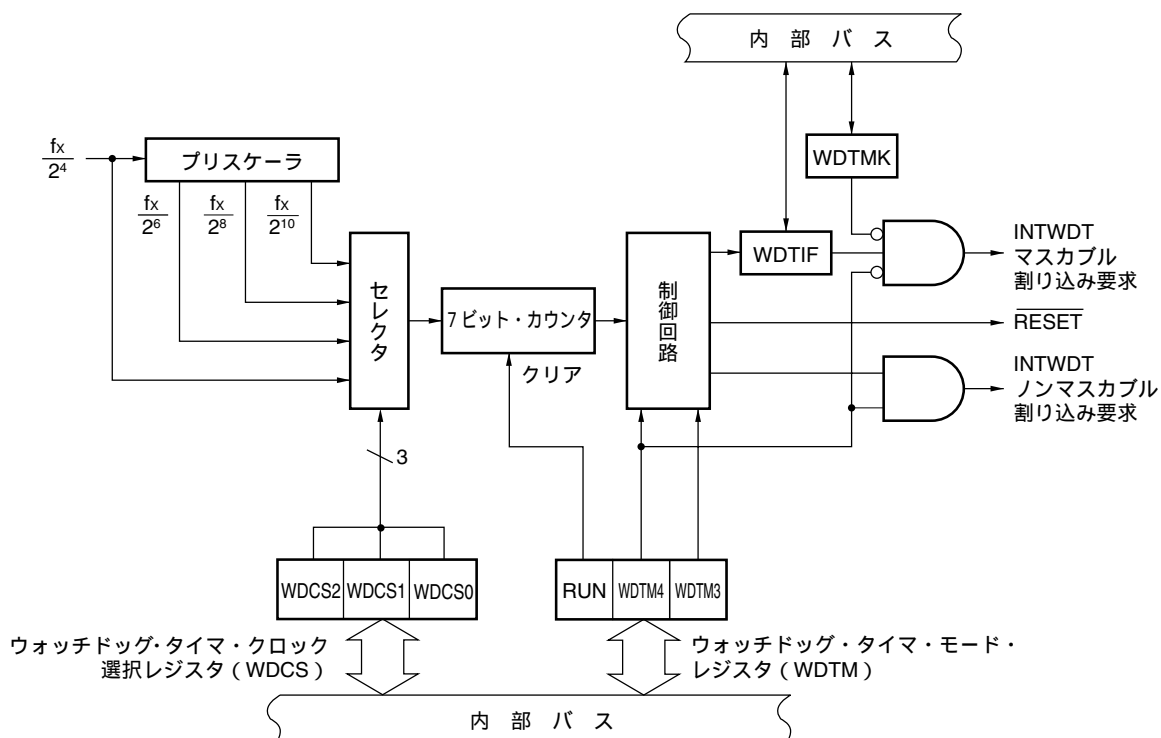 内 部 バ ス
fx
2⁴
プリスケーラ
fx
2⁶
fx
2⁸
fx
2¹⁰
WDTMK
WDTIF
INTWDT
マスカブル
割り込み要求
セレクタ
7 ビット・カウンタ
クリア
制御回路
RESET
INTWDT
ノンマスカブル
割り込み要求
3
WDCS2 WDCS1 WDCS0
RUN WDTM4 WDTM3
ウォッチドッグ・タイマ・クロック
選択レジスタ(WDCS)
ウォッチドッグ・タイマ・モード・
レジスタ(WDTM)
内 部 バ ス